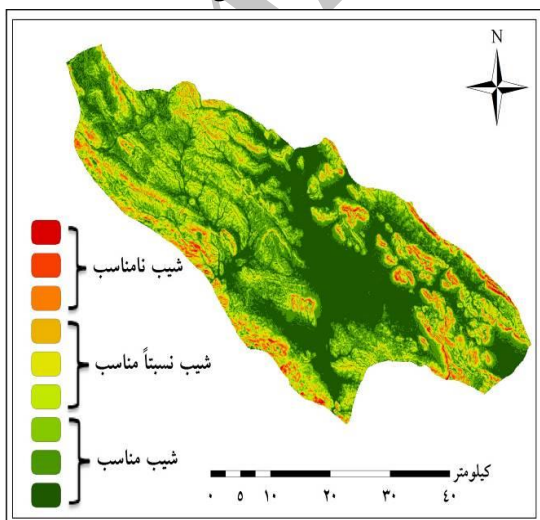 N
شیب نامناسب
شیب نسبتاً مناسب
شیب مناسب
کیلومتر
۰ ۵ ۱۰ ۲۰ ۳۰ ۴۰